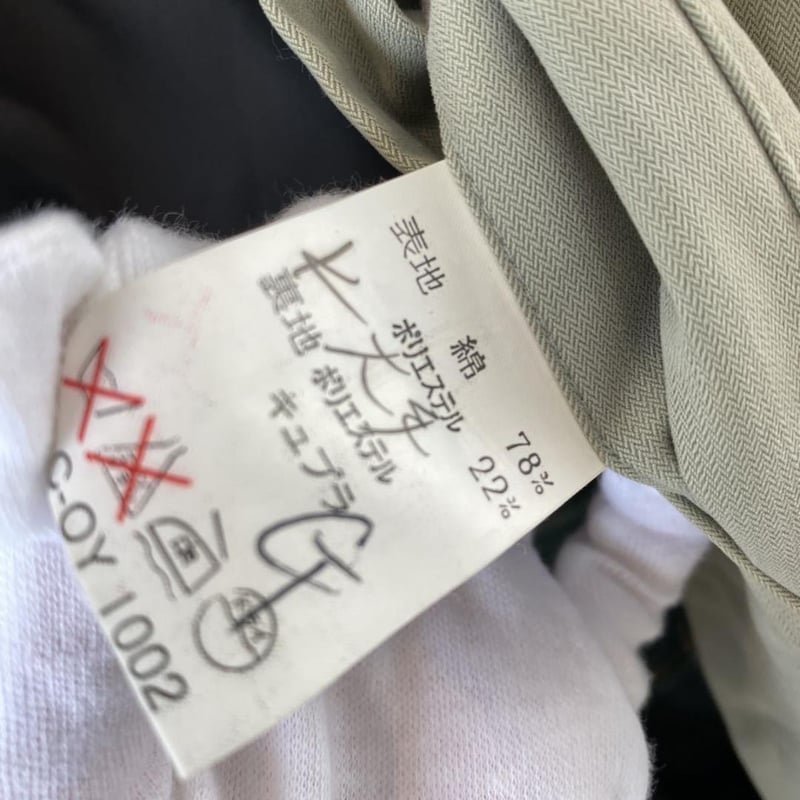 表地
綿 78%
ポリエステル 22%
裏地
ポリエステル
キュプラ
C-OY 1002